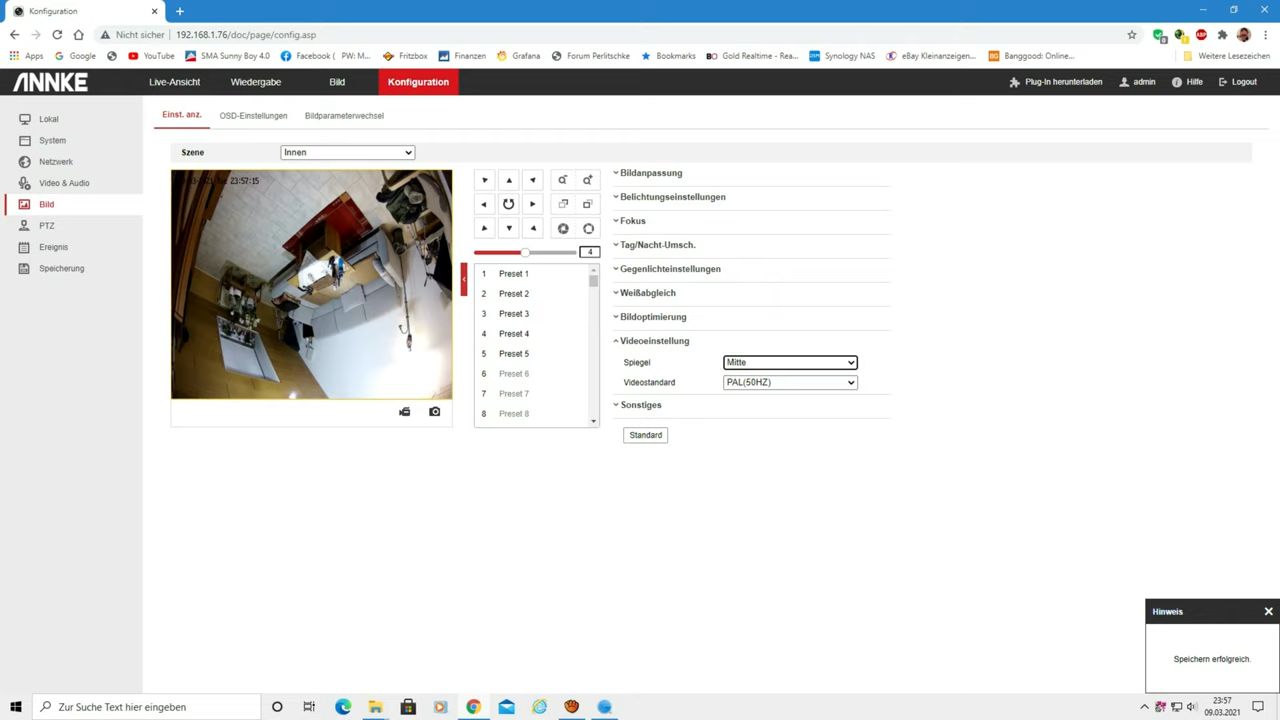 Konfiguration
Nicht sicher
192.168.1.76/doc/page/config.asp
Apps
Google
YouTube
SMA Sunny Boy 4.0
Facebook ( PW: M...
Fritzbox
Finanzen
Grafana
Forum Perlitschke
Bookmarks
Gold Realtime - Rea...
Synology NAS
eBay Kleinanzeigen...
Banggood: Online...
Weitere Lesezeichen
ANNKE
Live-Ansicht
Wiedergabe
Bild
Konfiguration
Plug-In herunterladen
admin
Hilfe
Logout
Lokal
System
Netzwerk
Video & Audio
Bild
PTZ
Ereignis
Speicherung
Einst. anz.
OSD-Einstellungen
Bildparameterwechsel
Szene
Innen
23:57:15
4
1 Preset 1
2 Preset 2
3 Preset 3
4 Preset 4
5 Preset 5
6 Preset 6
7 Preset 7
8 Preset 8
Bildanpassung
Belichtungseinstellungen
Fokus
Tag/Nacht-Umsch.
Gegenlichteinstellungen
Weißabgleich
Bildoptimierung
Videoeinstellung
Spiegel
Mitte
Videostandard
PAL(50HZ)
Sonstiges
Standard
Hinweis
Speichern erfolgreich.
Zur Suche Text hier eingeben
23:57
09.03.2021